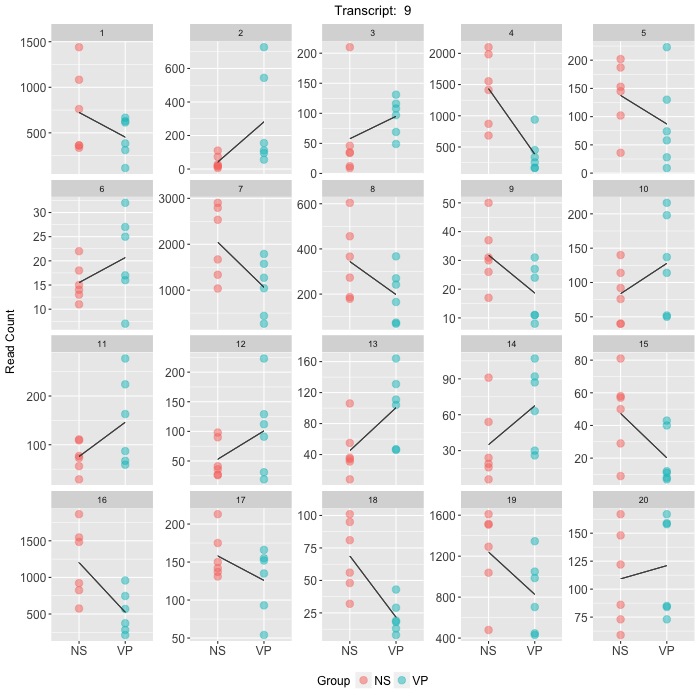 Transcript: 9
1 2 3 4 5
1500 1000 500
600 400 200 0
200 150 100 50 0
2000 1500 1000 500
200 150 100 50 0
6 7 8 9 10
30 25 20 15 10
3000 2000 1000
600 400 200
50 40 30 20 10
200 150 100 50
Read Count
11 12 13 14 15
200 100
200 150 100 50
160 120 80 40
90 60 30
80 60 40 20
16 17 18 19 20
1500 1000 500
200 150 100 50
100 75 50 25
1600 1200 800 400
150 125 100 75
NS VP NS VP NS VP NS VP NS VP
Group NS VP